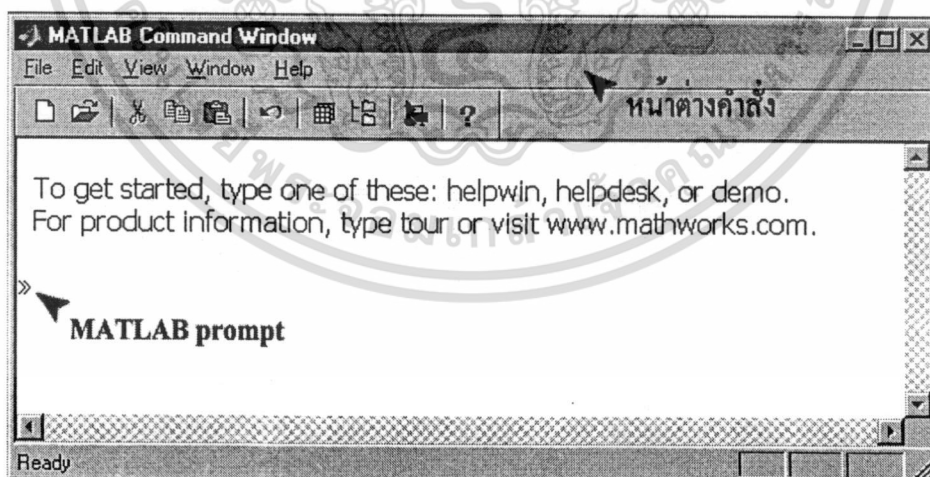 MATLAB Command Window
File Edit View Window Help
หน้าต่างคำสั่ง
To get started, type one of these: helpwin, helpdesk, or demo.
For product information, type tour or visit www.mathworks.com.
»
MATLAB prompt
Ready